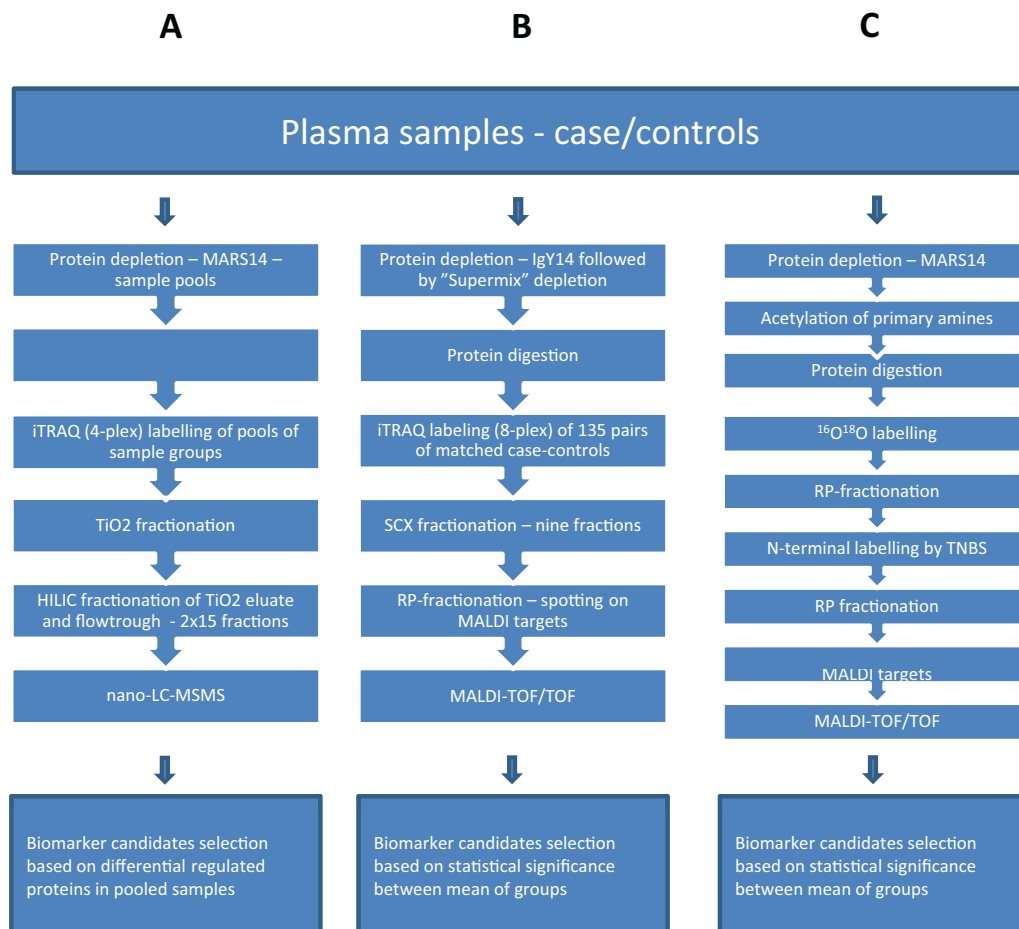 A
B
C
Plasma samples - case/controls
Protein depletion – MARS14 –
sample pools
iTRAQ (4-plex) labelling of pools of
sample groups
TiO2 fractionation
HILIC fractionation of TiO2 eluate
and flowtrough - 2x15 fractions
nano-LC-MSMS
Biomarker candidates selection
based on differential regulated
proteins in pooled samples
Protein depletion – IgY14 followed
by ”Supermix” depletion
Protein digestion
iTRAQ labeling (8-plex) of 135 pairs
of matched case-controls
SCX fractionation – nine fractions
RP-fractionation – spotting on
MALDI targets
MALDI-TOF/TOF
Biomarker candidates selection
based on statistical significance
between mean of groups
Protein depletion – MARS14
Acetylation of primary amines
Protein digestion
¹⁶O¹⁸O labelling
RP-fractionation
N-terminal labelling by TNBS
RP fractionation
MALDI targets
MALDI-TOF/TOF
Biomarker candidates selection
based on statistical significance
between mean of groups